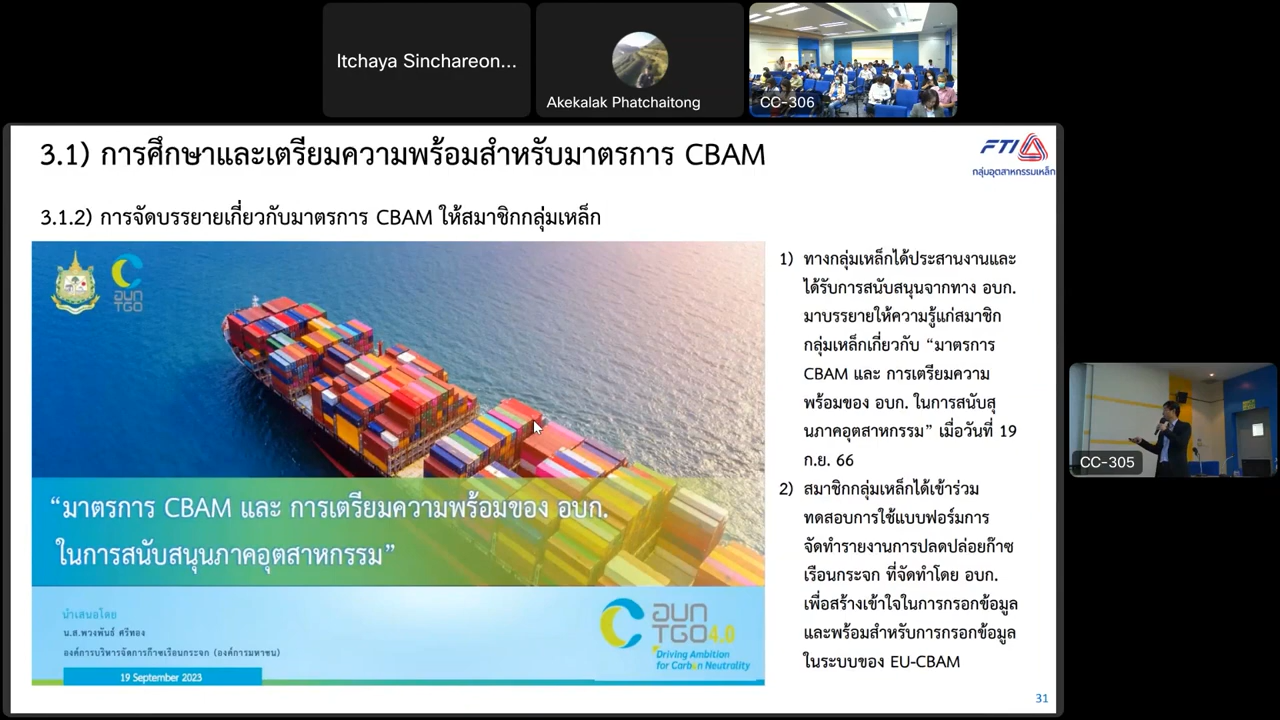 Itchaya Sinchareon...
Akekalak Phatchaitong
CC-306
3.1) การศึกษาและเตรียมความพร้อมสำหรับมาตรการ CBAM
FTI
กลุ่มอุตสาหกรรมเหล็ก
3.1.2) การจัดบรรยายเกี่ยวกับมาตรการ CBAM ให้สมาชิกกลุ่มเหล็ก
อบก
TGO
“มาตรการ CBAM และ การเตรียมความพร้อมของ อบก.
ในการสนับสนุนภาคอุตสาหกรรม”
นำเสนอโดย
น.ส.พวงพันธ์ ศรีทอง
องค์การบริหารจัดการก๊าซเรือนกระจก (องค์การมหาชน)
19 September 2023
อบก
TGO 4.0
Driving Ambition
for Carbon Neutrality
1) ทางกลุ่มเหล็กได้ประสานงานและ
ได้รับการสนับสนุนจากทาง อบก.
มาบรรยายให้ความรู้แก่สมาชิก
กลุ่มเหล็กเกี่ยวกับ “มาตรการ
CBAM และ การเตรียมความ
พร้อมของ อบก. ในการสนับสุ
นภาคอุตสาหกรรม” เมื่อวันที่ 19
ก.ย. 66
2) สมาชิกกลุ่มเหล็กได้เข้าร่วม
ทดสอบการใช้แบบฟอร์มการ
จัดทำรายงานการปลดปล่อยก๊าซ
เรือนกระจก ที่จัดทำโดย อบก.
เพื่อสร้างเข้าใจในการกรอกข้อมูล
และพร้อมสำหรับการกรอกข้อมูล
ในระบบของ EU-CBAM
31
CC-305